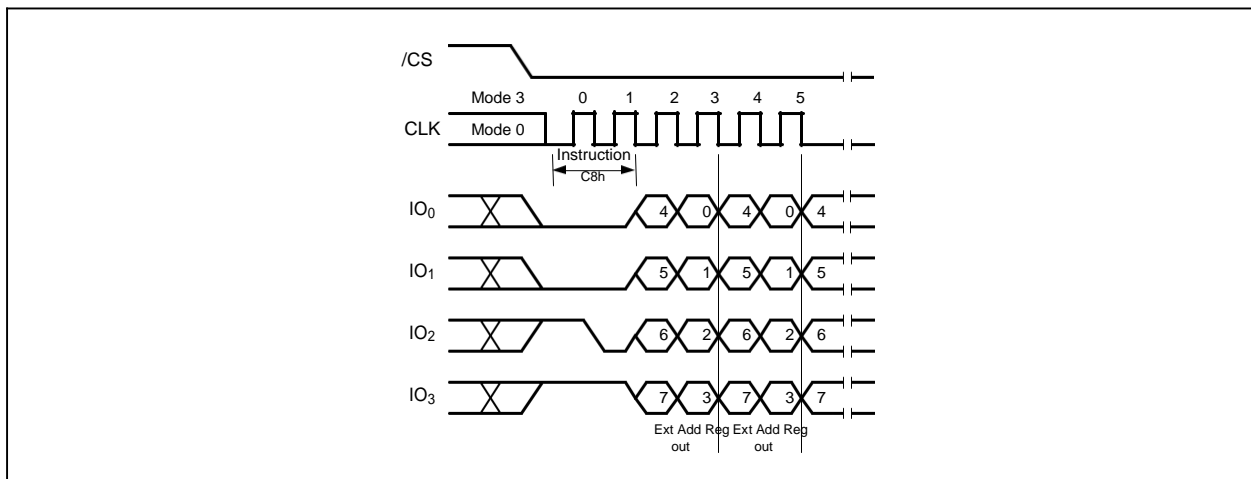 /CS
Mode 3 0 1 2 3 4 5
CLK Mode 0
Instruction
C8h
IO0 4 0 4 0 4
IO1 5 1 5 1 5
IO2 6 2 6 2 6
IO3 7 3 7 3 7
Ext Add Reg Ext Add Reg
out out